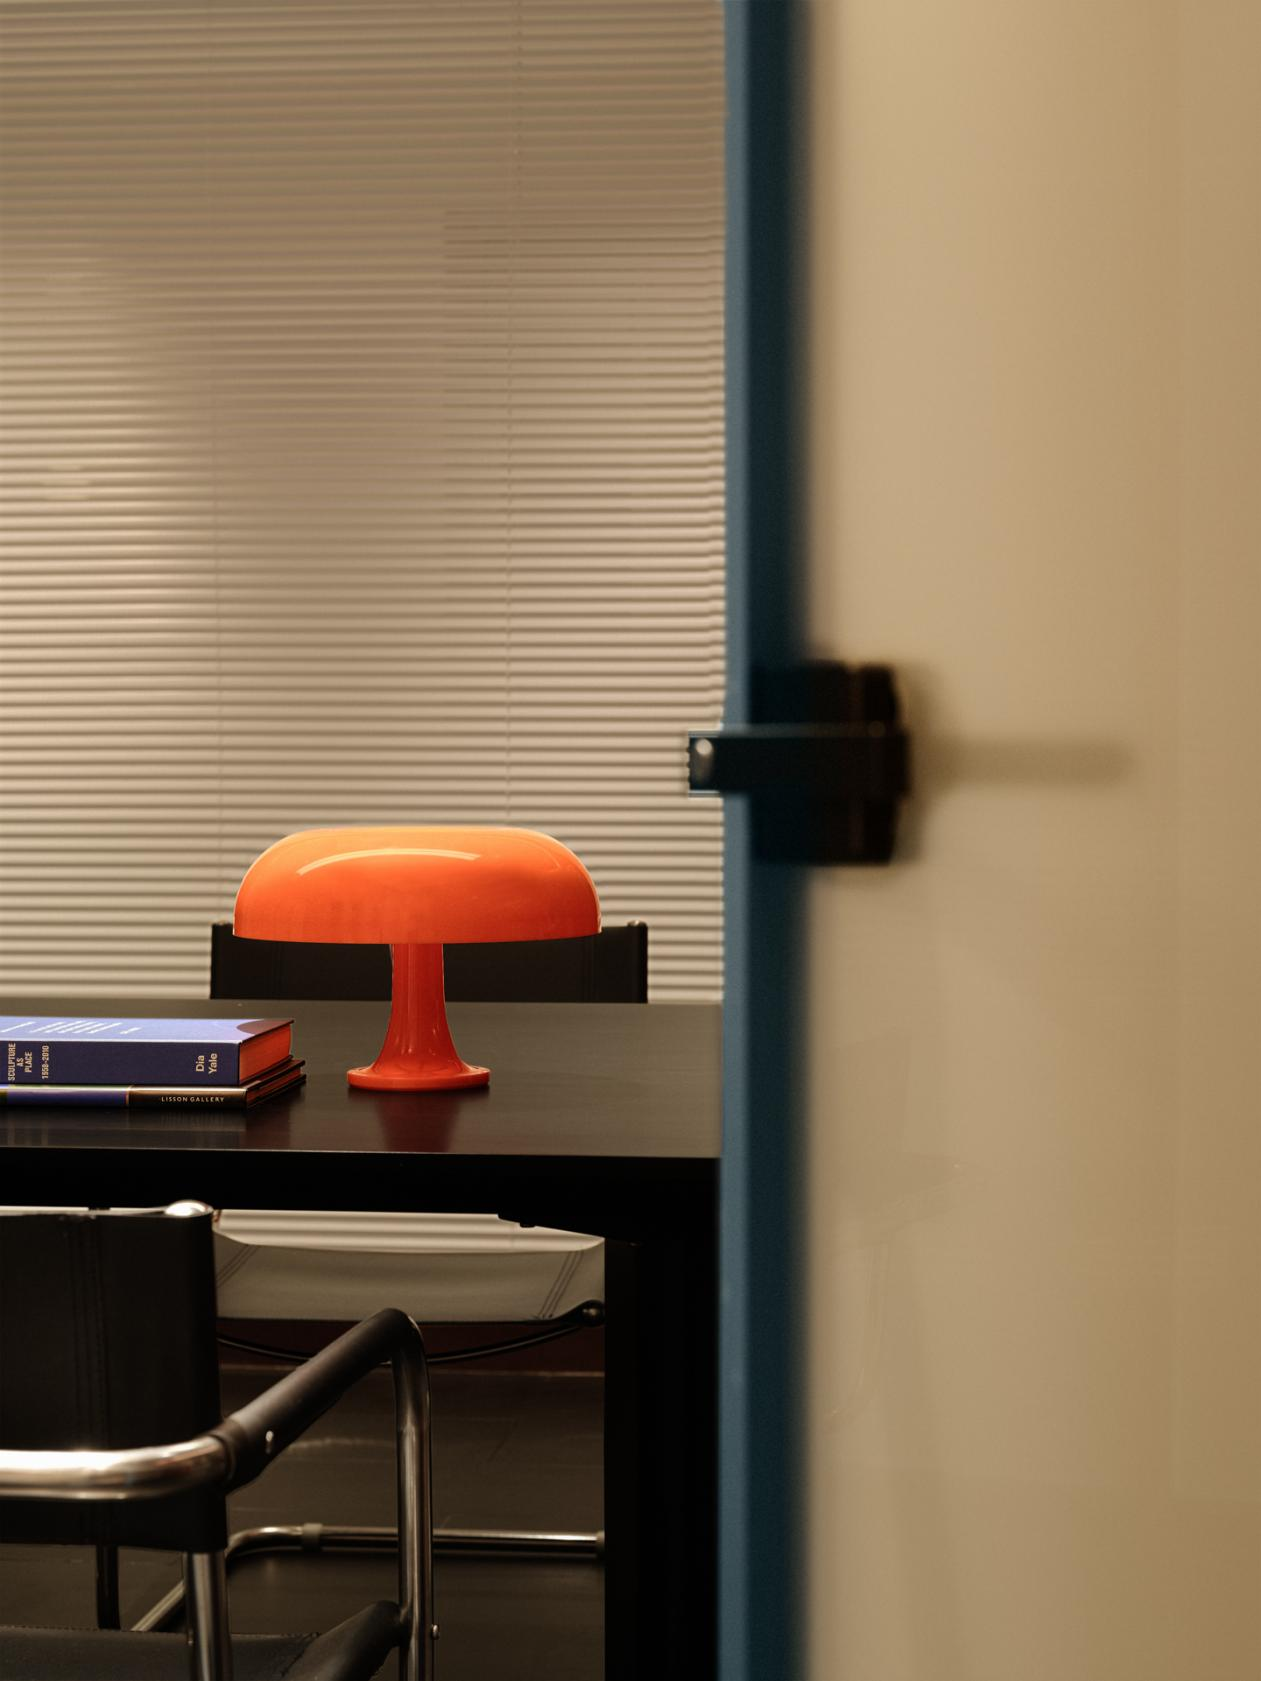 SCULPTURE
AS
PLACE
1958–2010
Dia
Yale
LISSON GALLERY